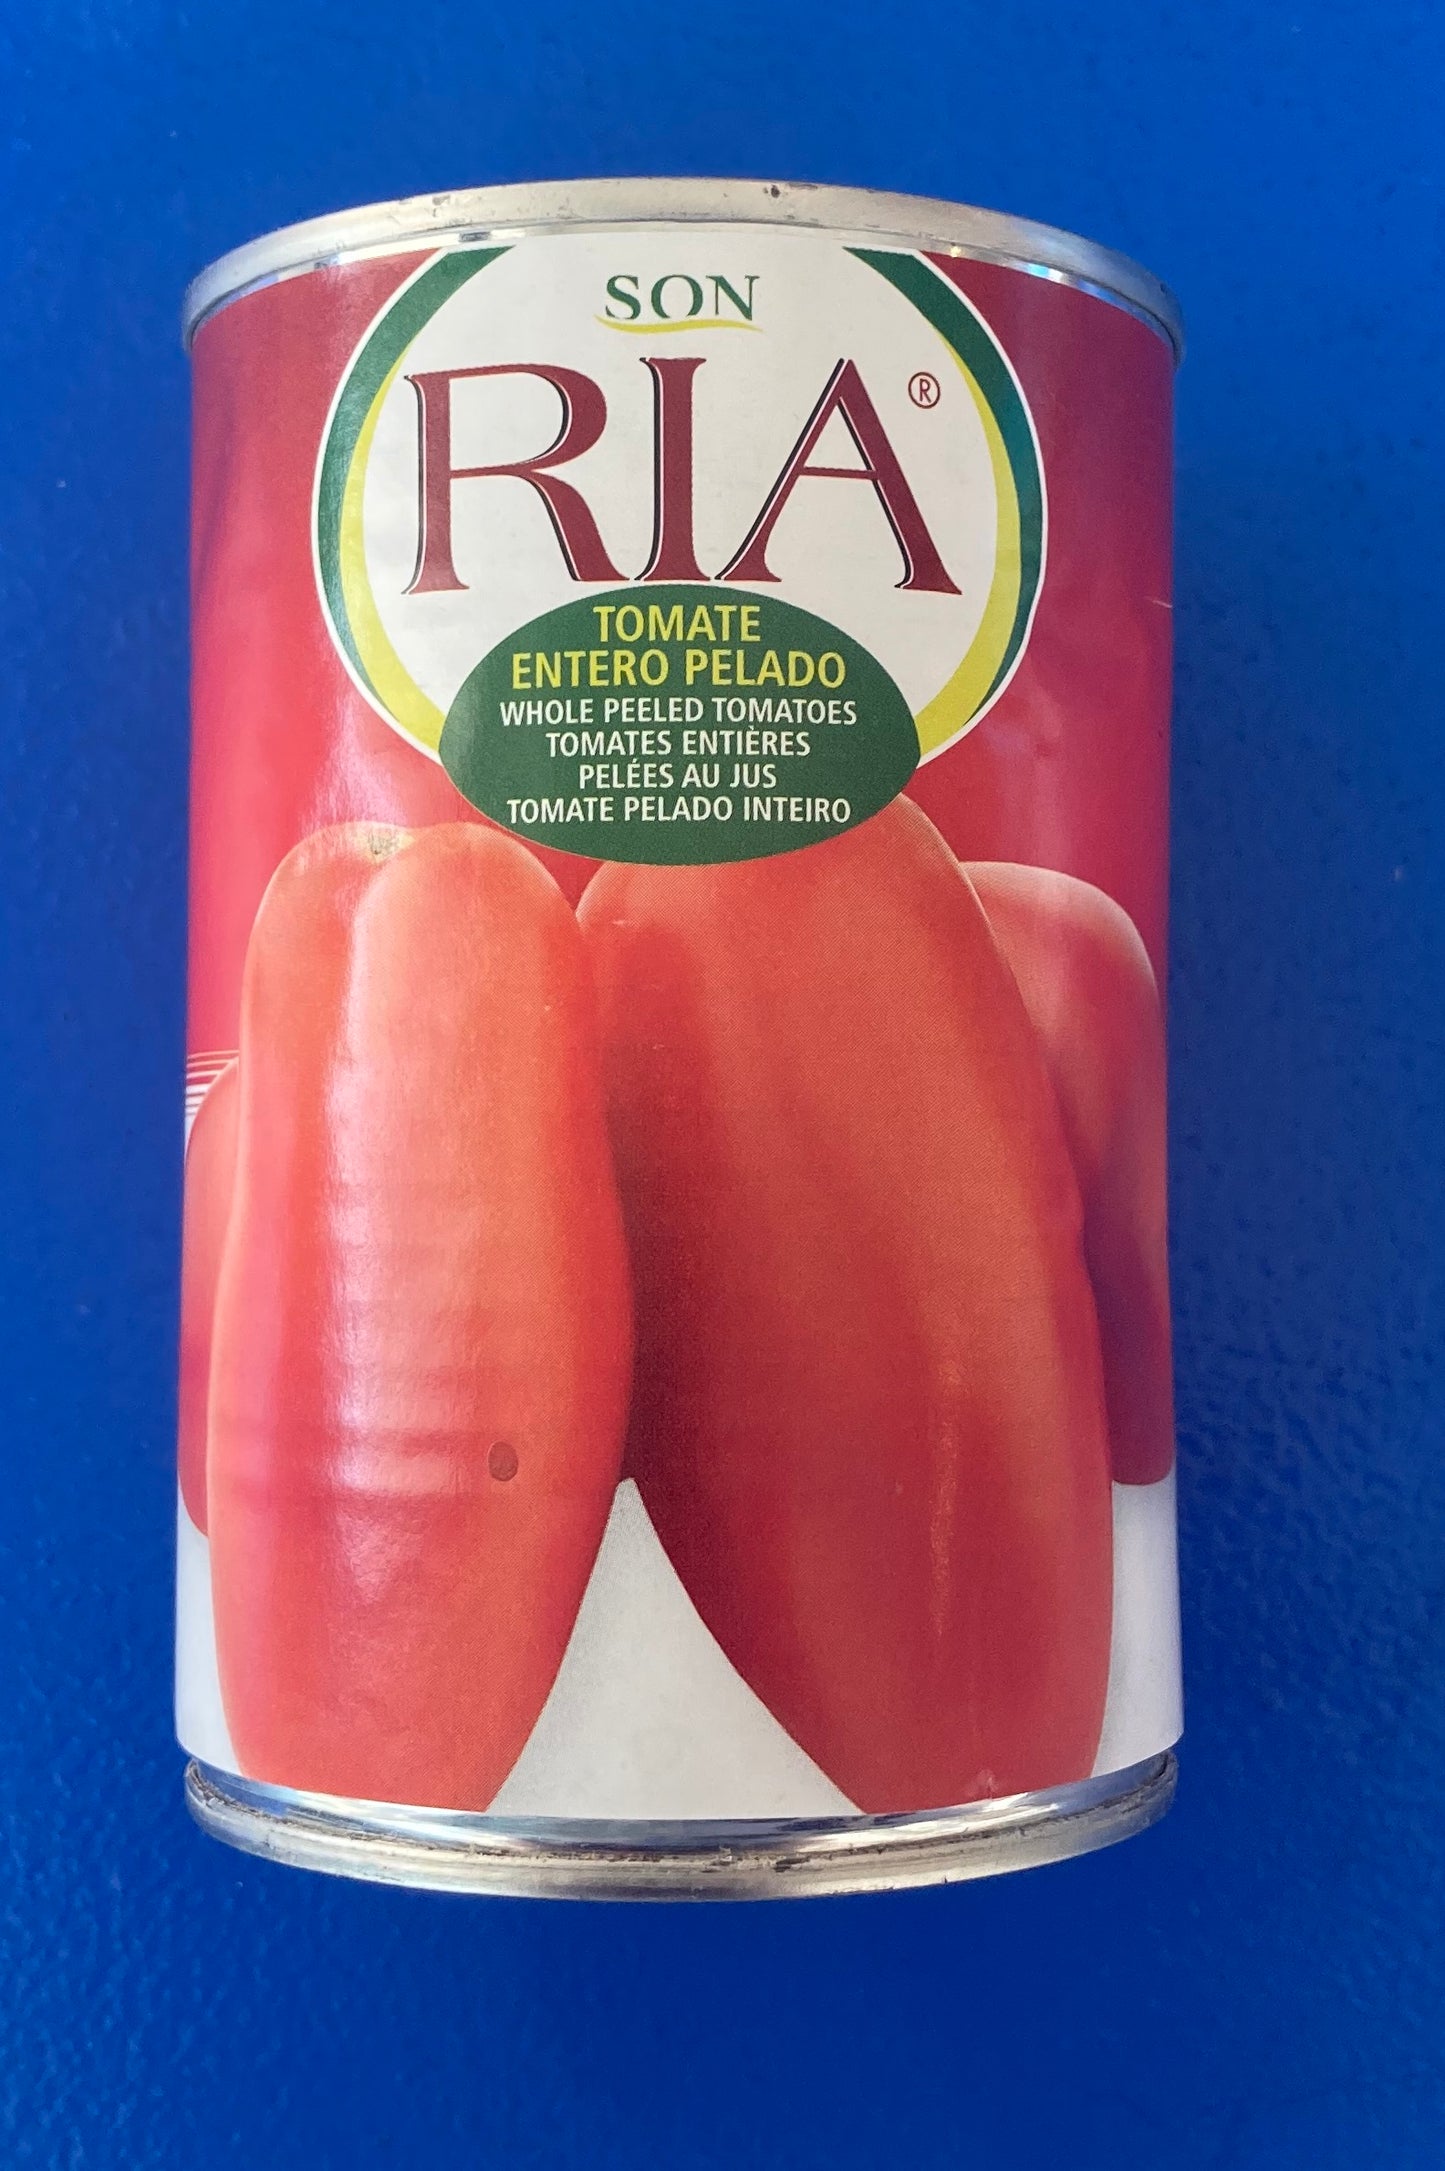 SON
RIA®
TOMATE
ENTERO PELADO
WHOLE PEELED TOMATOES
TOMATES ENTIÈRES
PELÉES AU JUS
TOMATE PELADO INTEIRO